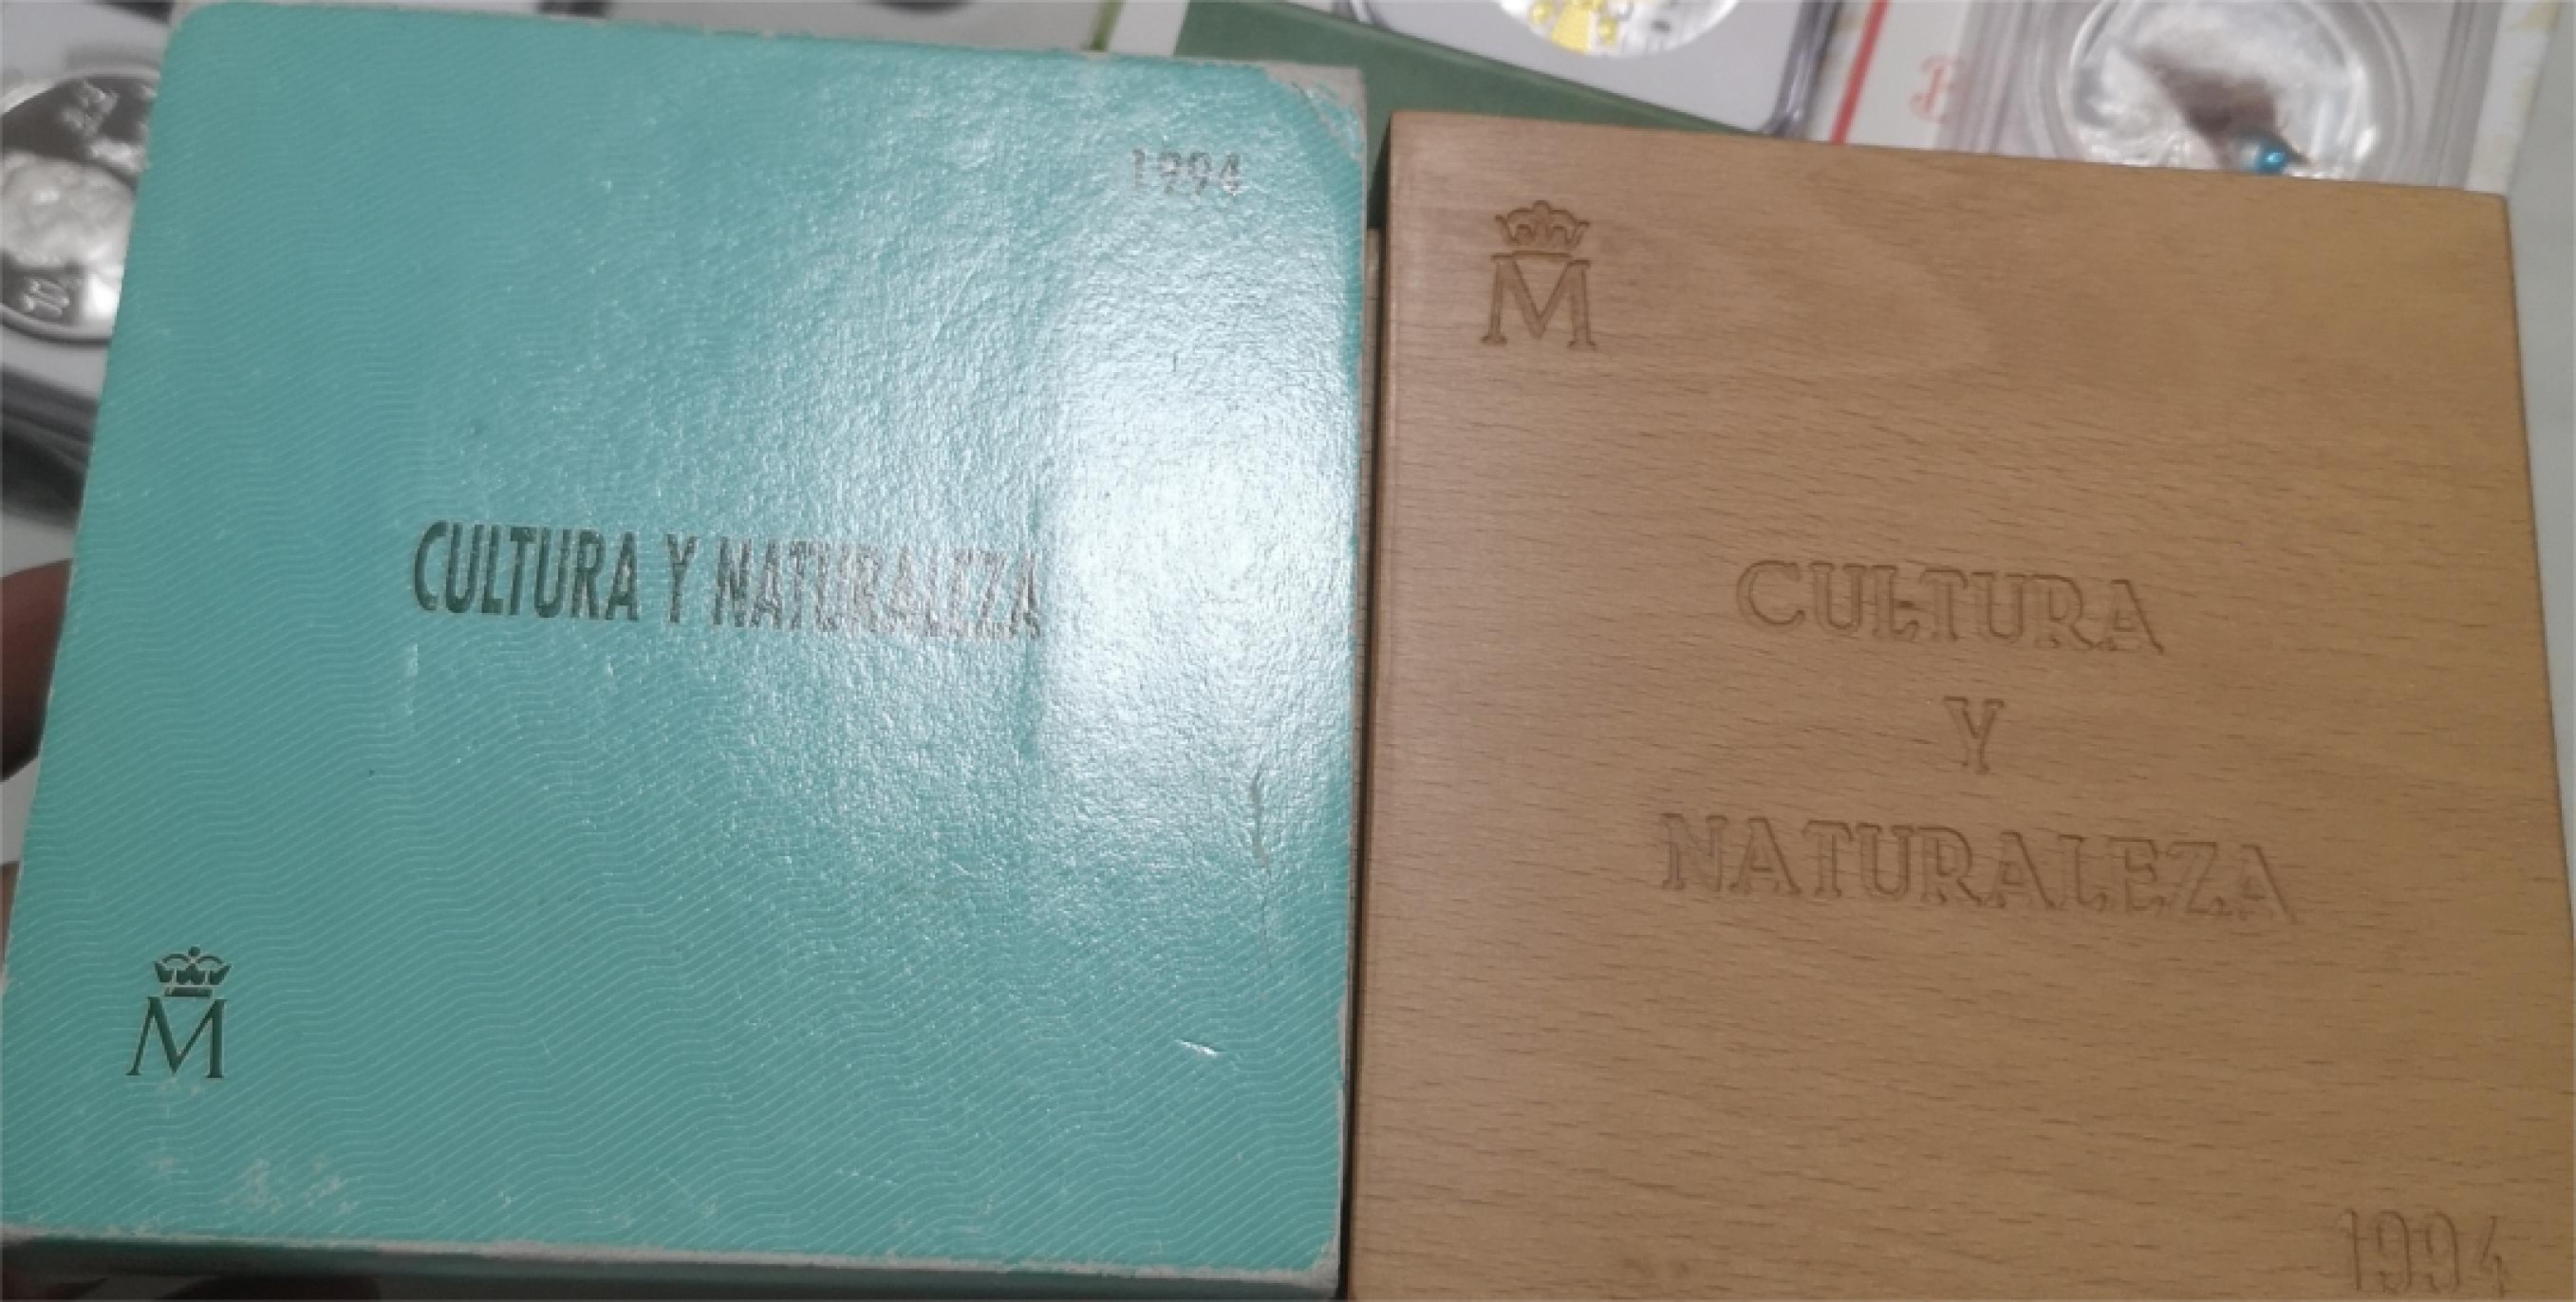 1994
CULTURA Y NATURALEZA
M
M
CULTURA
Y
NATURALEZA
1994